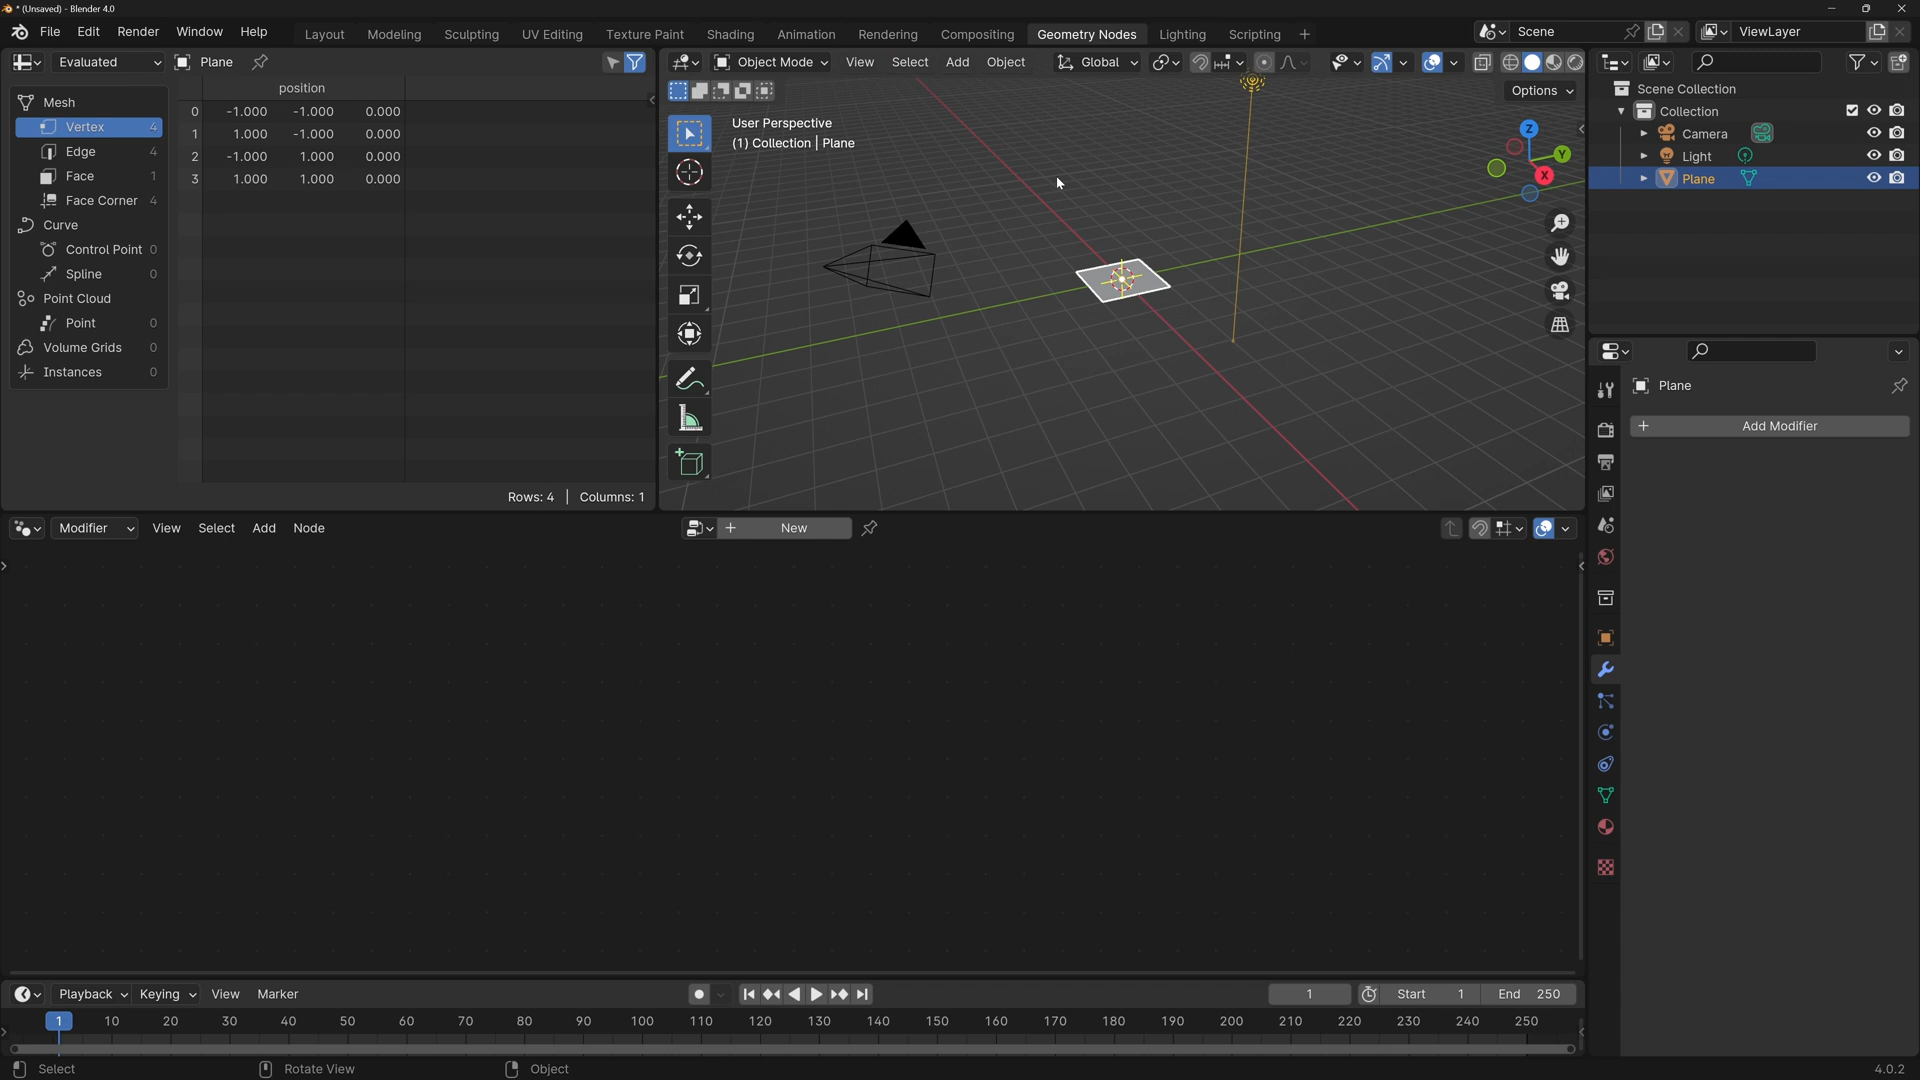 * (Unsaved) - Blender 4.0
File Edit Render Window Help
Layout Modeling Sculpting UV Editing Texture Paint Shading Animation Rendering Compositing Geometry Nodes Lighting Scripting +
Scene
ViewLayer
Evaluated
Plane
Object Mode View Select Add Object
Global
Options
position
0 -1.000 -1.000 0.000
1 1.000 -1.000 0.000
2 -1.000 1.000 0.000
3 1.000 1.000 0.000
Mesh
Vertex 4
Edge 4
Face 1
Face Corner 4
Curve
Control Point 0
Spline 0
Point Cloud
Point 0
Volume Grids 0
Instances 0
Rows: 4 | Columns: 1
User Perspective
(1) Collection | Plane
Z
Y
X
Scene Collection
Collection
Camera
Light
Plane
Plane
+ Add Modifier
Modifier View Select Add Node
+ New
Playback Keying View Marker
1
Start 1
End 250
1 10 20 30 40 50 60 70 80 90 100 110 120 130 140 150 160 170 180 190 200 210 220 230 240 250
Select
Rotate View
Object
4.0.2